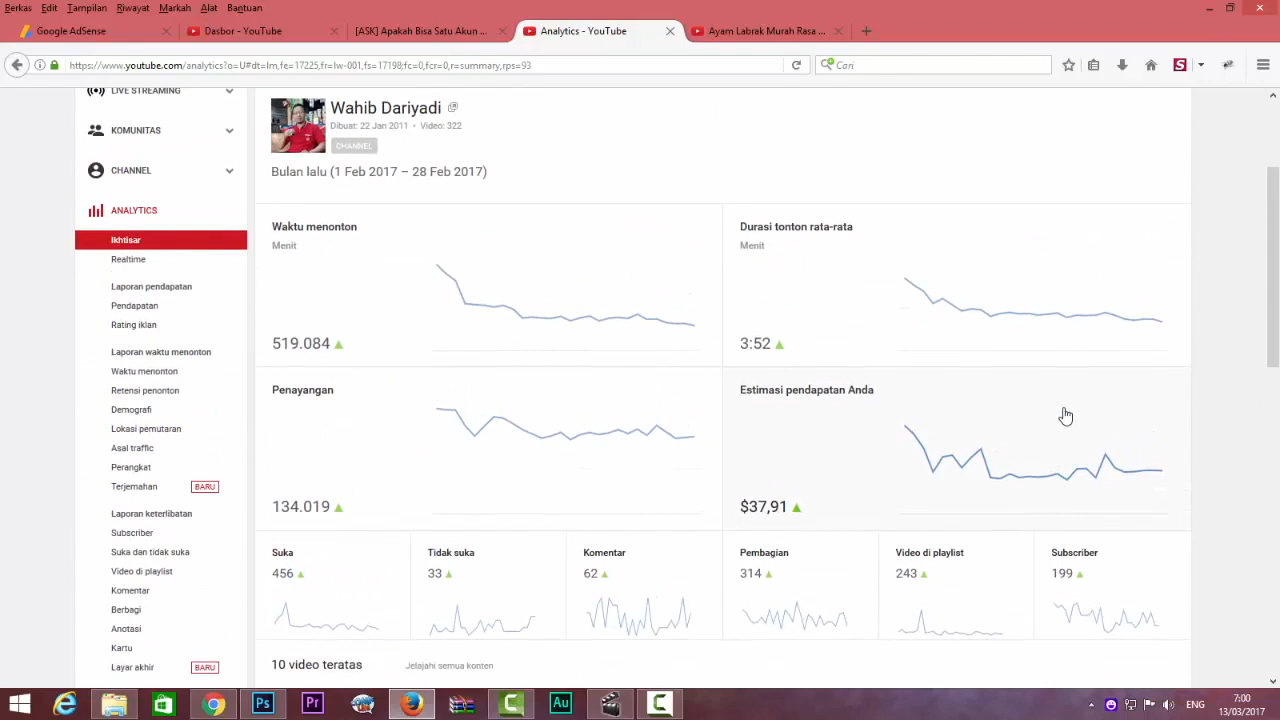 Berkas Edit Tampilan Riwayat Markah Alat Bantuan
Google AdSense
Dasbor - YouTube
[ASK] Apakah Bisa Satu Akun ...
Analytics - YouTube
Ayam Labrak Murah Rasa ...
https://www.youtube.com/analytics?o=U#dt=lm,fe=17225,fr=lw-001,fs=17198;fc=0,fcr=0,r=summary,rps=93
Cari
LIVE STREAMING
KOMUNITAS
CHANNEL
ANALYTICS
Ikhtisar
Realtime
Laporan pendapatan
Pendapatan
Rating iklan
Laporan waktu menonton
Waktu menonton
Retensi penonton
Demografi
Lokasi pemutaran
Asal traffic
Perangkat
Terjemahan BARU
Laporan keterlibatan
Subscriber
Suka dan tidak suka
Video di playlist
Komentar
Berbagi
Anotasi
Kartu
Layar akhir BARU
Wahib Dariyadi
Dibuat: 22 Jan 2011 • Video: 322
CHANNEL
Bulan lalu (1 Feb 2017 – 28 Feb 2017)
Waktu menonton
Menit
519.084
Durasi tonton rata-rata
Menit
3:52
Penayangan
134.019
Estimasi pendapatan Anda
$37,91
Suka
456
Tidak suka
33
Komentar
62
Pembagian
314
Video di playlist
243
Subscriber
199
10 video teratas Jelajahi semua konten
Ps
Pr
Au
ENG
7:00
13/03/2017